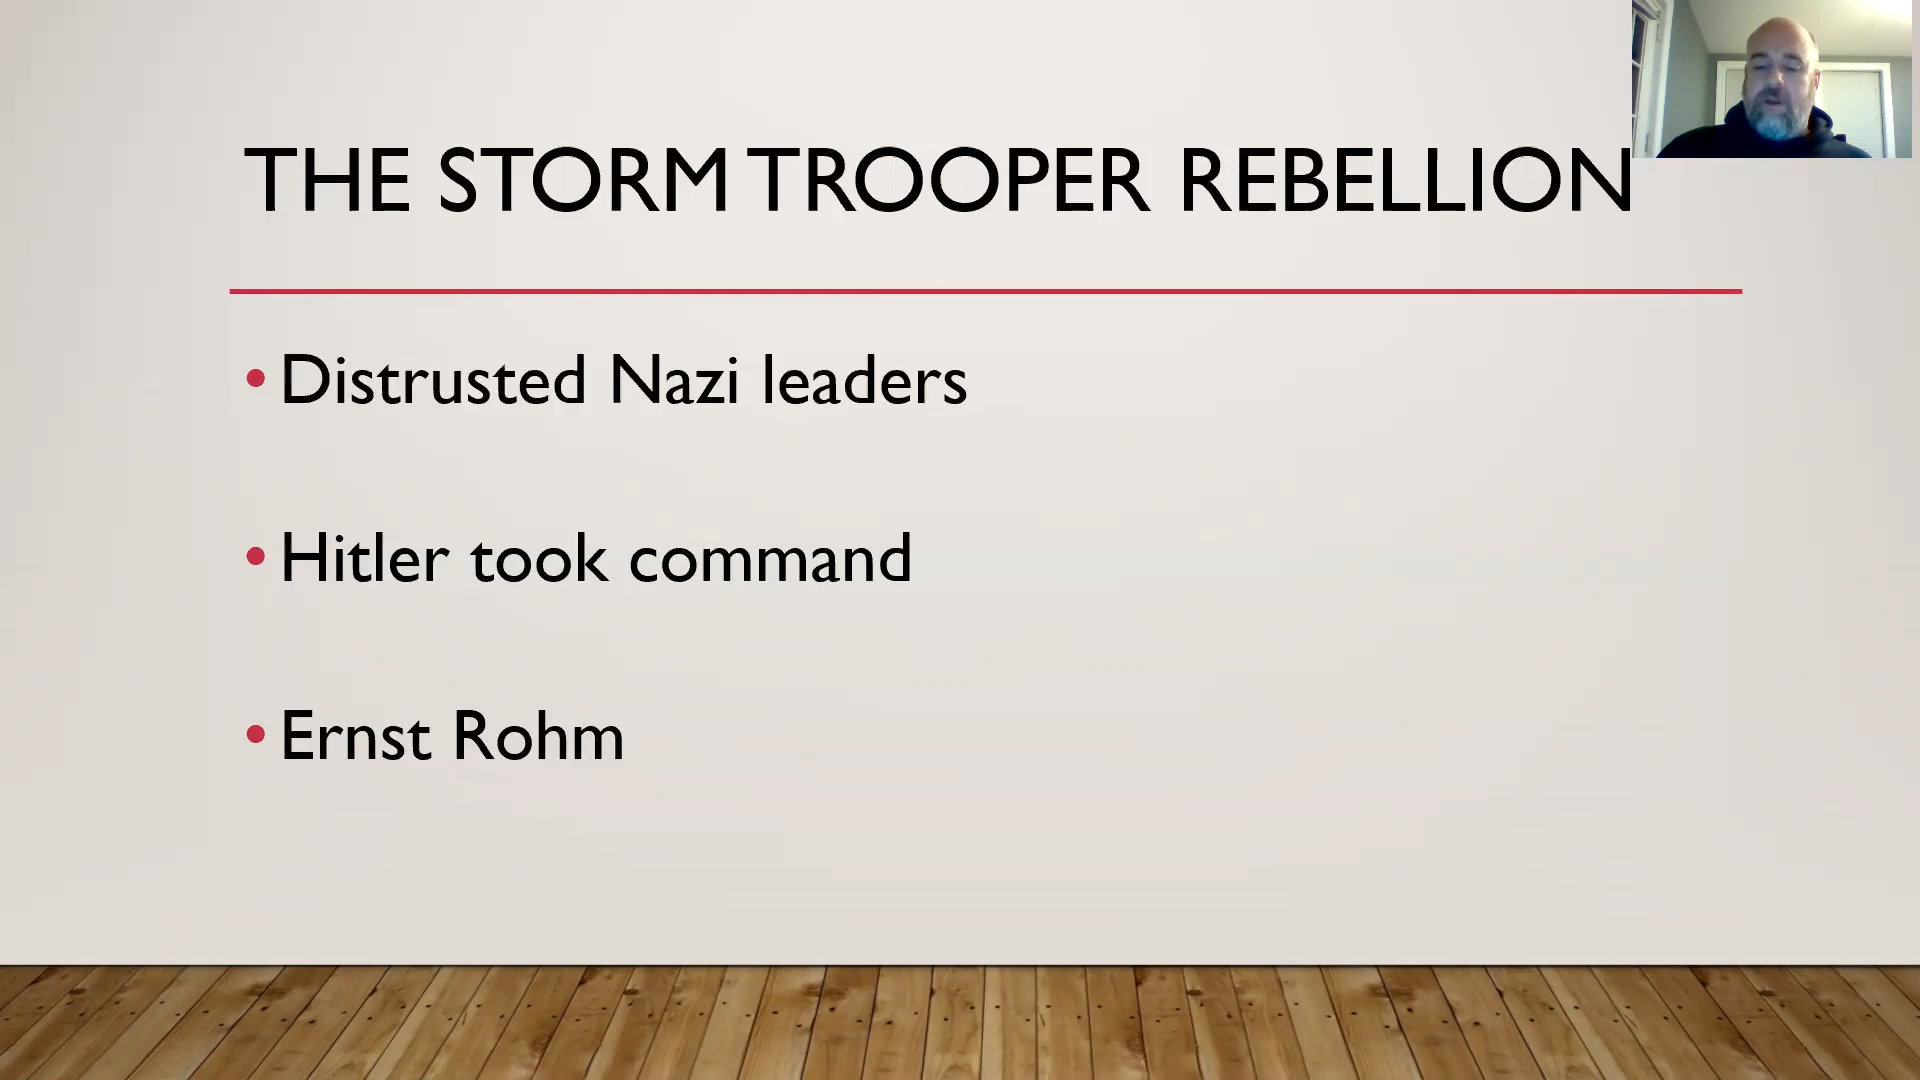 THE STORM TROOPER REBELLION
• Distrusted Nazi leaders
• Hitler took command
• Ernst Rohm